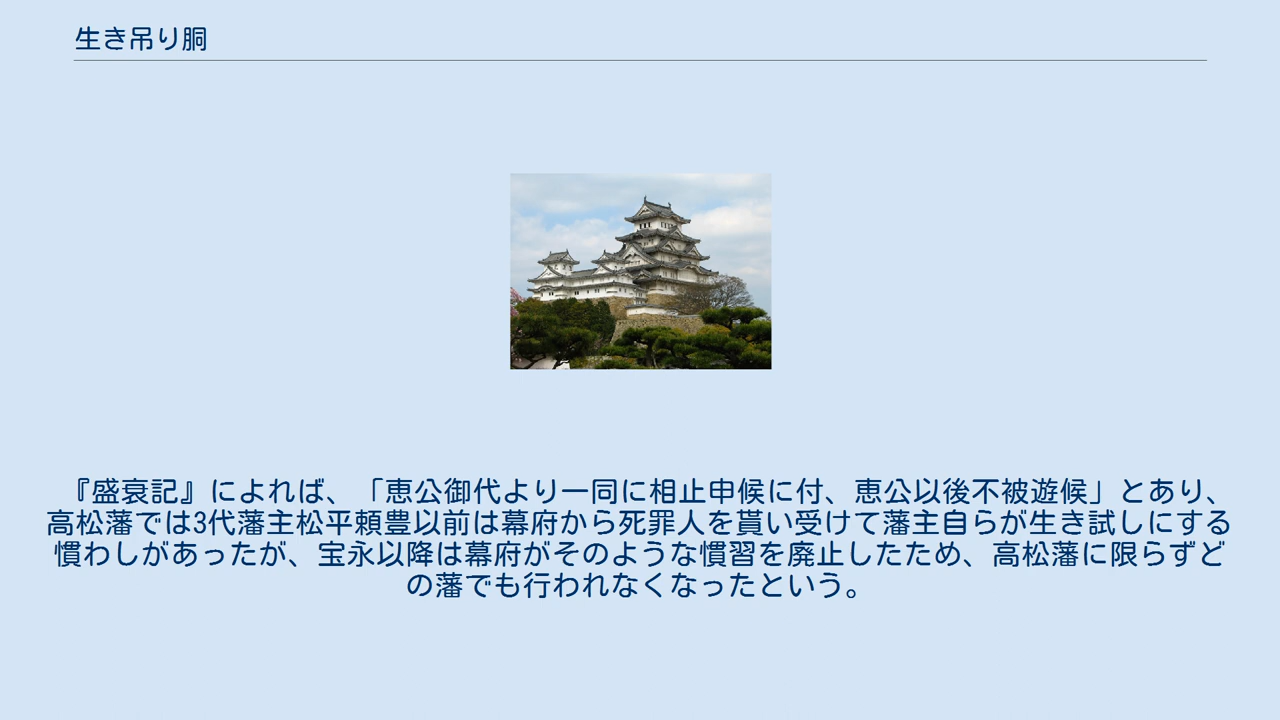 生き吊り胴
『盛衰記』によれば、「恵公御代より一同に相止申候に付、恵公以後不被遊候」とあり、
高松藩では3代藩主松平頼豊以前は幕府から死罪人を貰い受けて藩主自らが生き試しにする
慣わしがあったが、宝永以降は幕府がそのような慣習を廃止したため、高松藩に限らずど
の藩でも行われなくなったという。